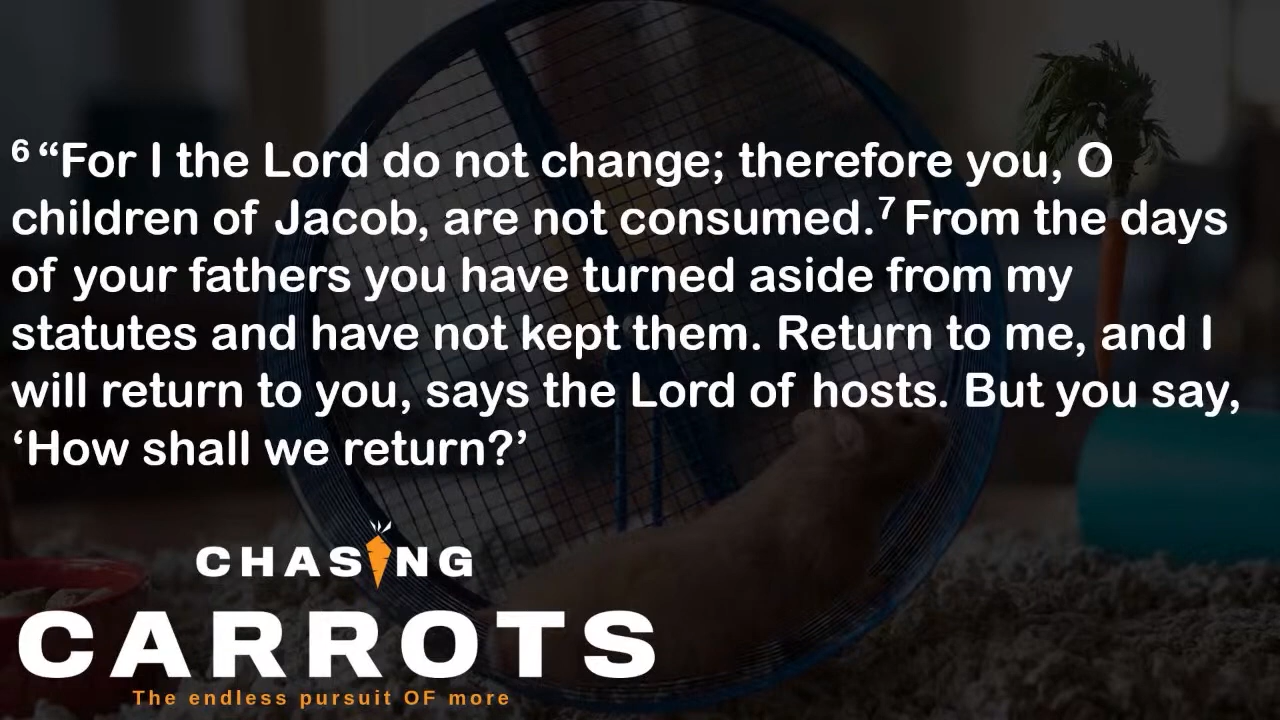 6 “For I the Lord do not change; therefore you, O
children of Jacob, are not consumed. 7 From the days
of your fathers you have turned aside from my
statutes and have not kept them. Return to me, and I
will return to you, says the Lord of hosts. But you say,
‘How shall we return?’
CHASING
CARROTS
The endless pursuit OF more